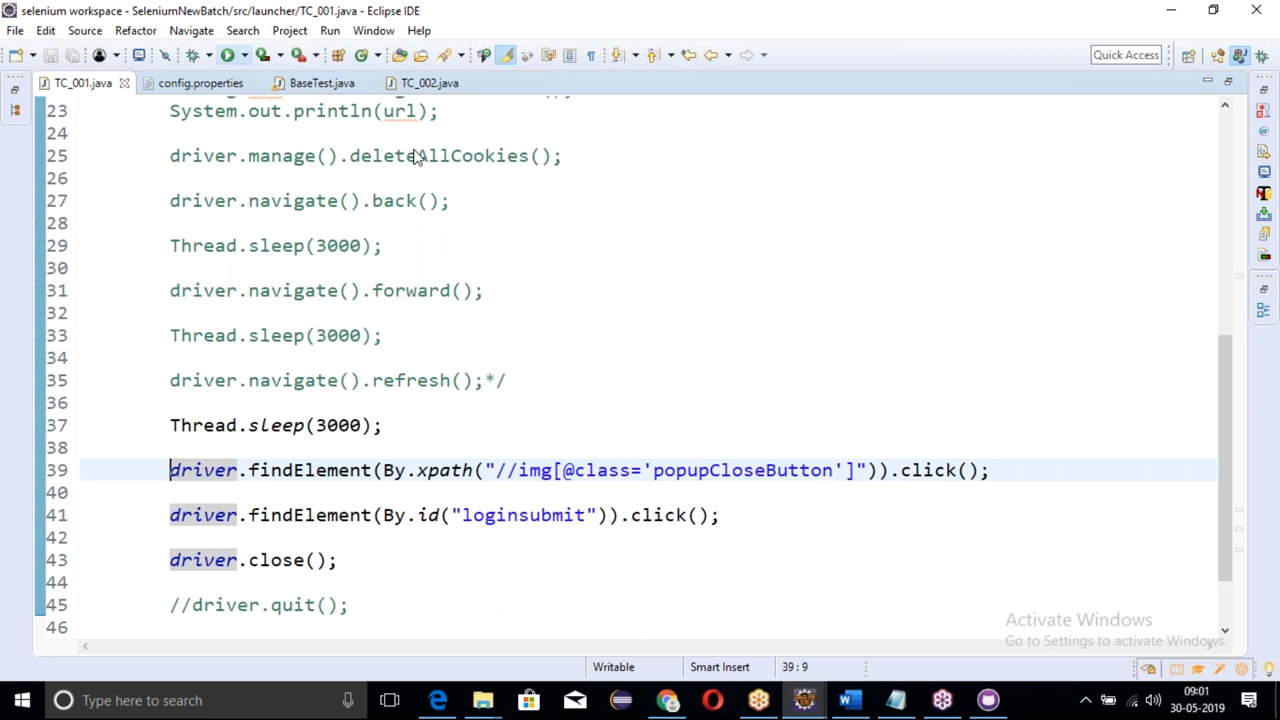 selenium workspace - SeleniumNewBatch/src/launcher/TC_001.java - Eclipse IDE
File Edit Source Refactor Navigate Search Project Run Window Help
Quick Access
TC_001.java config.properties BaseTest.java TC_002.java
23 System.out.println(url);
24
25 driver.manage().deleteAllCookies();
26
27 driver.navigate().back();
28
29 Thread.sleep(3000);
30
31 driver.navigate().forward();
32
33 Thread.sleep(3000);
34
35 driver.navigate().refresh();*/
36
37 Thread.sleep(3000);
38
39 driver.findElement(By.xpath("//img[@class='popupCloseButton']")).click();
40
41 driver.findElement(By.id("loginsubmit")).click();
42
43 driver.close();
44
45 //driver.quit();
46
Activate Windows
Go to Settings to activate Windows.
Writable Smart Insert 39 : 9
Type here to search
09:01
30-05-2019